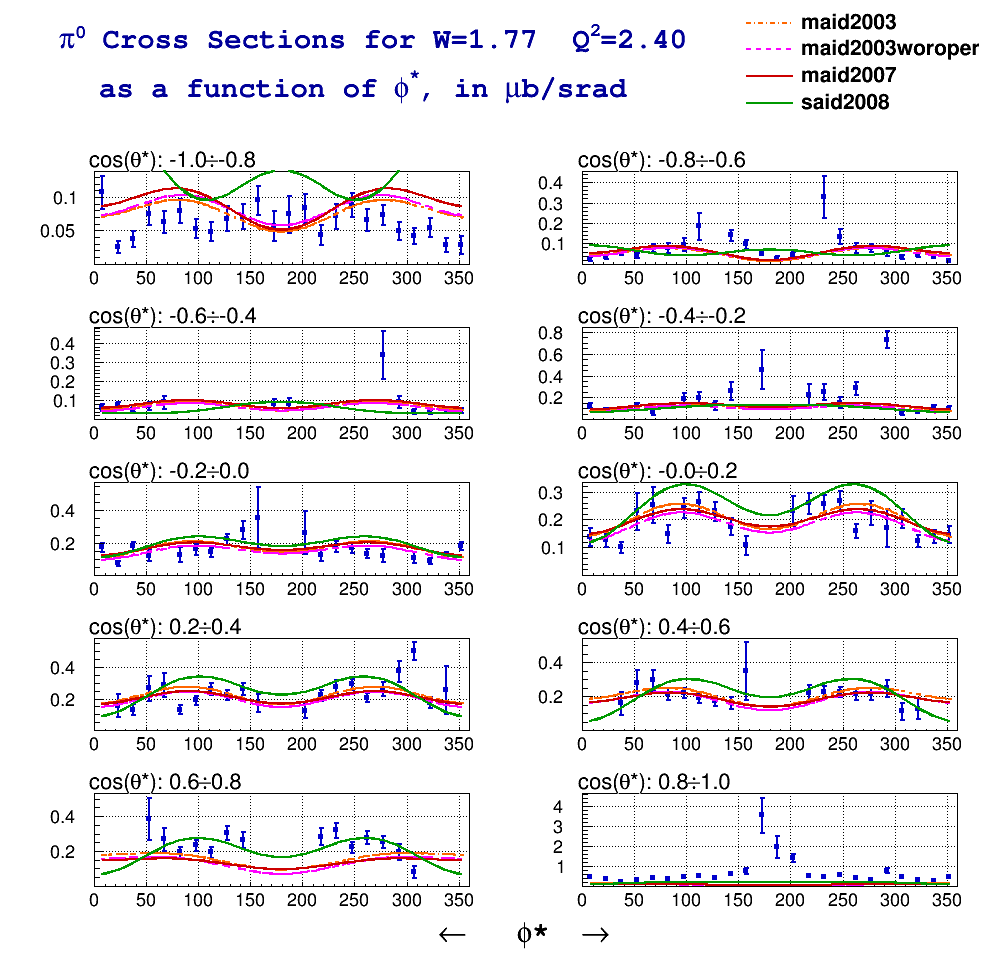 π⁰ Cross Sections for W=1.77 Q²=2.40
as a function of ϕ*, in μb/srad
maid2003
maid2003woroper
maid2007
said2008
cos(θ*): -1.0÷-0.8
0.1
0.05
0 50 100 150 200 250 300 350
cos(θ*): -0.8÷-0.6
0.4
0.3
0.2
0.1
0 50 100 150 200 250 300 350
cos(θ*): -0.6÷-0.4
0.4
0.3
0.2
0.1
0 50 100 150 200 250 300 350
cos(θ*): -0.4÷-0.2
0.8
0.6
0.4
0.2
0 50 100 150 200 250 300 350
cos(θ*): -0.2÷0.0
0.4
0.2
0 50 100 150 200 250 300 350
cos(θ*): -0.0÷0.2
0.3
0.2
0.1
0 50 100 150 200 250 300 350
cos(θ*): 0.2÷0.4
0.4
0.2
0 50 100 150 200 250 300 350
cos(θ*): 0.4÷0.6
0.4
0.2
0 50 100 150 200 250 300 350
cos(θ*): 0.6÷0.8
0.4
0.2
0 50 100 150 200 250 300 350
cos(θ*): 0.8÷1.0
4
3
2
1
0 50 100 150 200 250 300 350
← ϕ* →